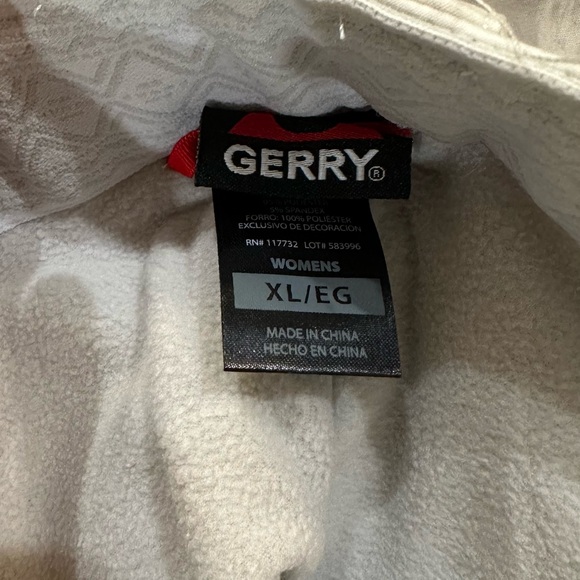 GERRY®
9% SPANDEX
FORRO: 100% POLIESTER
EXCLUSIVO DE DECORACION
RN# 117732 LOT# 583996
WOMENS
XL/EG
MADE IN CHINA
HECHO EN CHINA